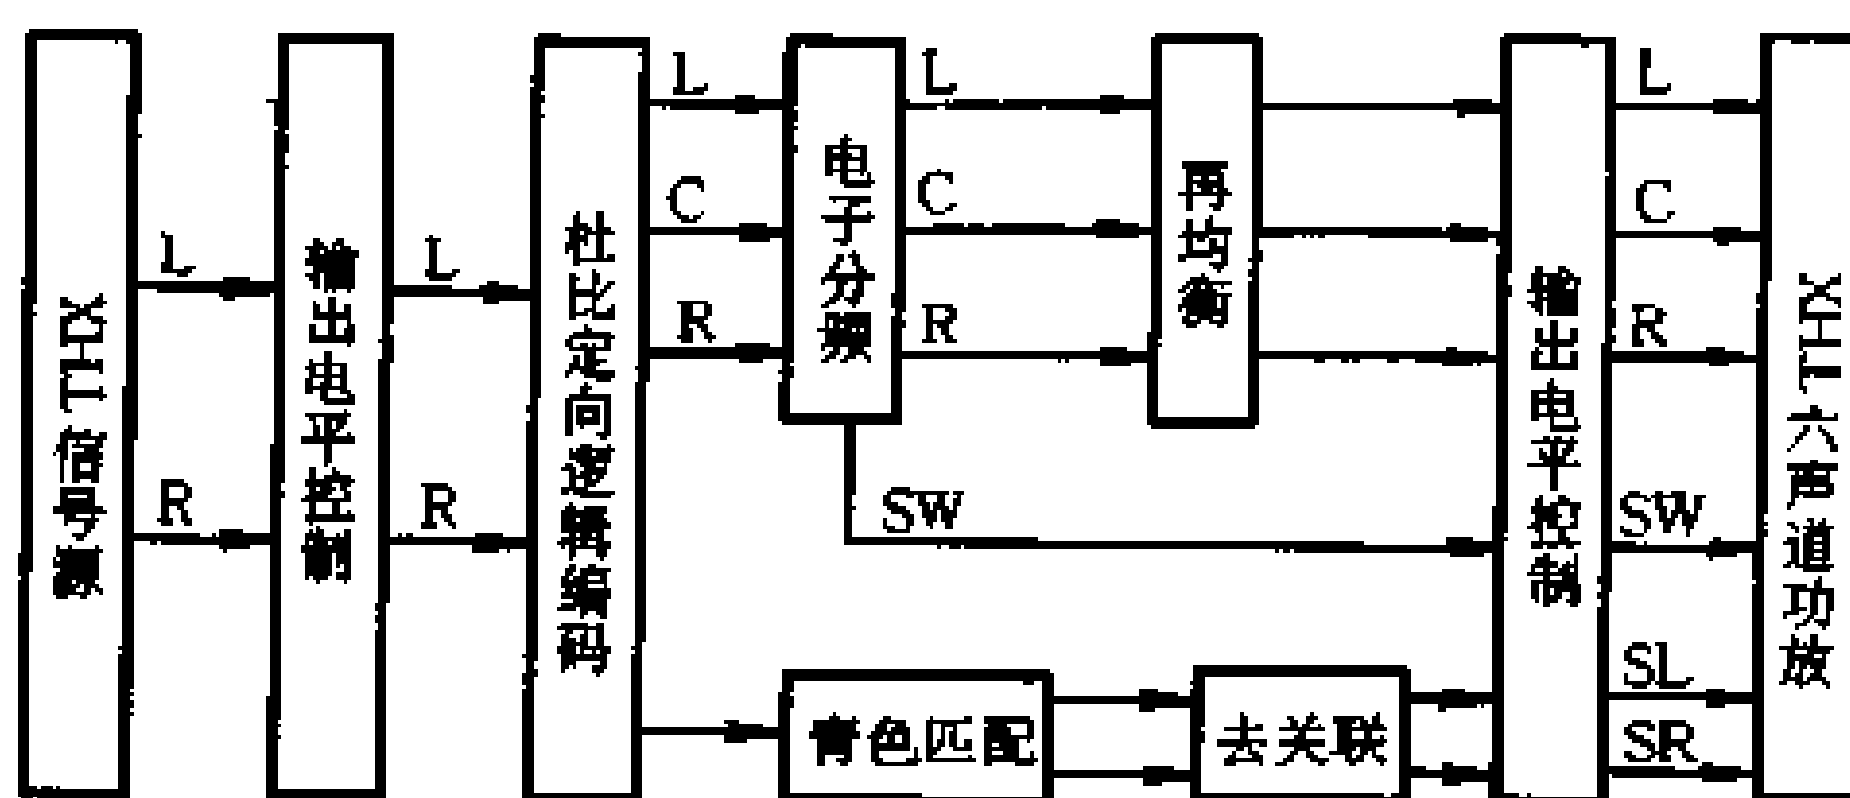 THX信号源
L
R
输出电平控制
L
R
杜比定向逻辑编码
L
C
R
电子分频
L
C
R
SW
再均衡
音色匹配
去关联
输出电平控制
L
C
R
SW
SL
SR
THX六声道功放